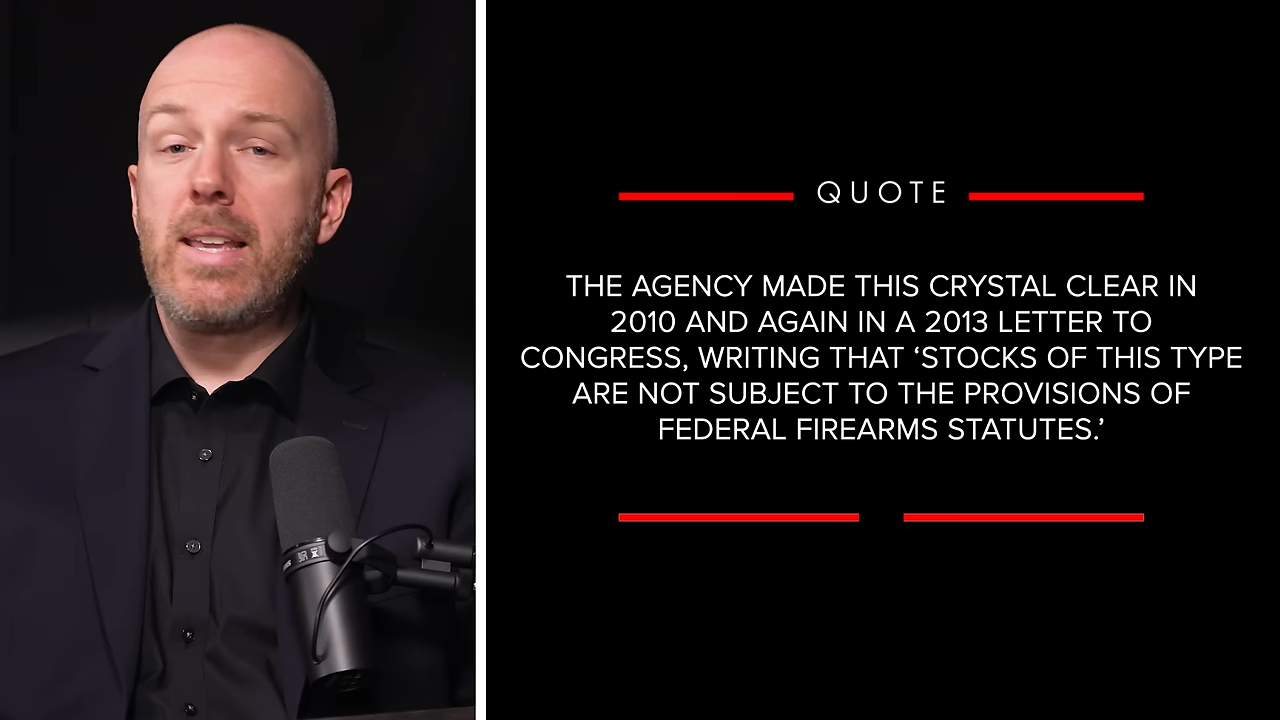 QUOTE
THE AGENCY MADE THIS CRYSTAL CLEAR IN
2010 AND AGAIN IN A 2013 LETTER TO
CONGRESS, WRITING THAT ‘STOCKS OF THIS TYPE
ARE NOT SUBJECT TO THE PROVISIONS OF
FEDERAL FIREARMS STATUTES.’